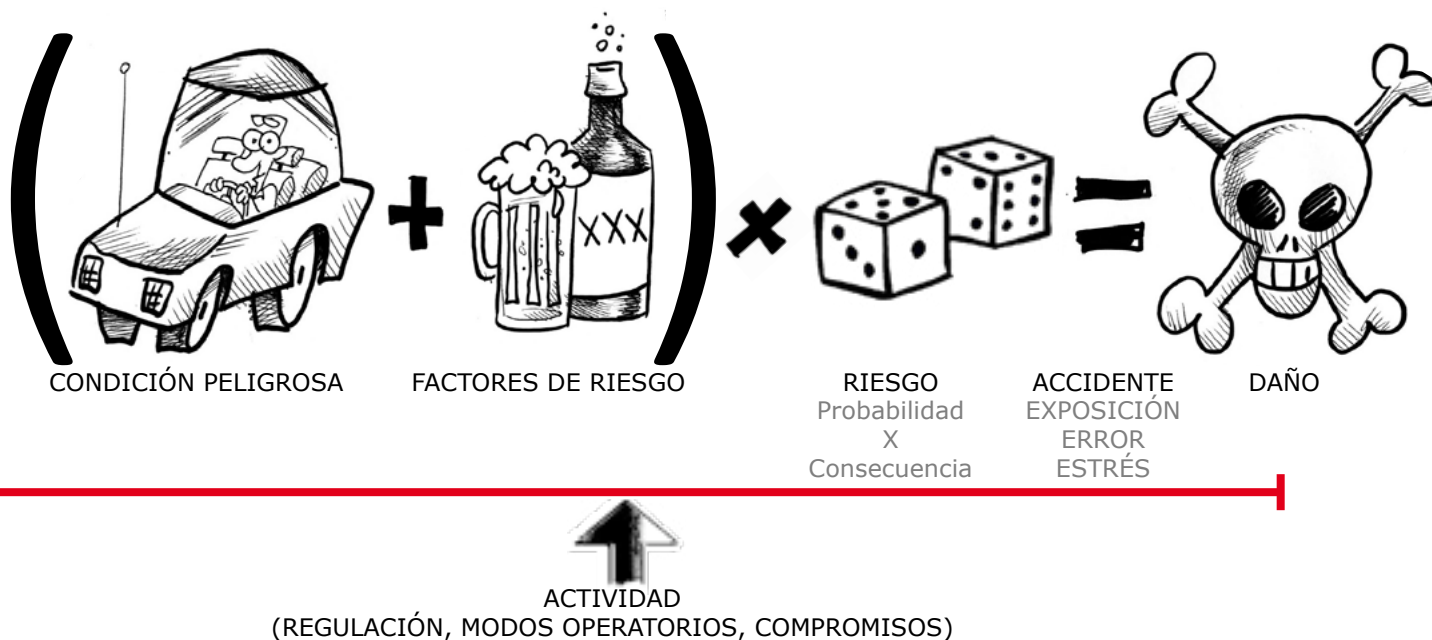 XXX
CONDICIÓN PELIGROSA
FACTORES DE RIESGO
RIESGO
Probabilidad
X
Consecuencia
ACCIDENTE
EXPOSICIÓN
ERROR
ESTRÉS
DAÑO
ACTIVIDAD
(REGULACIÓN, MODOS OPERATORIOS, COMPROMISOS)